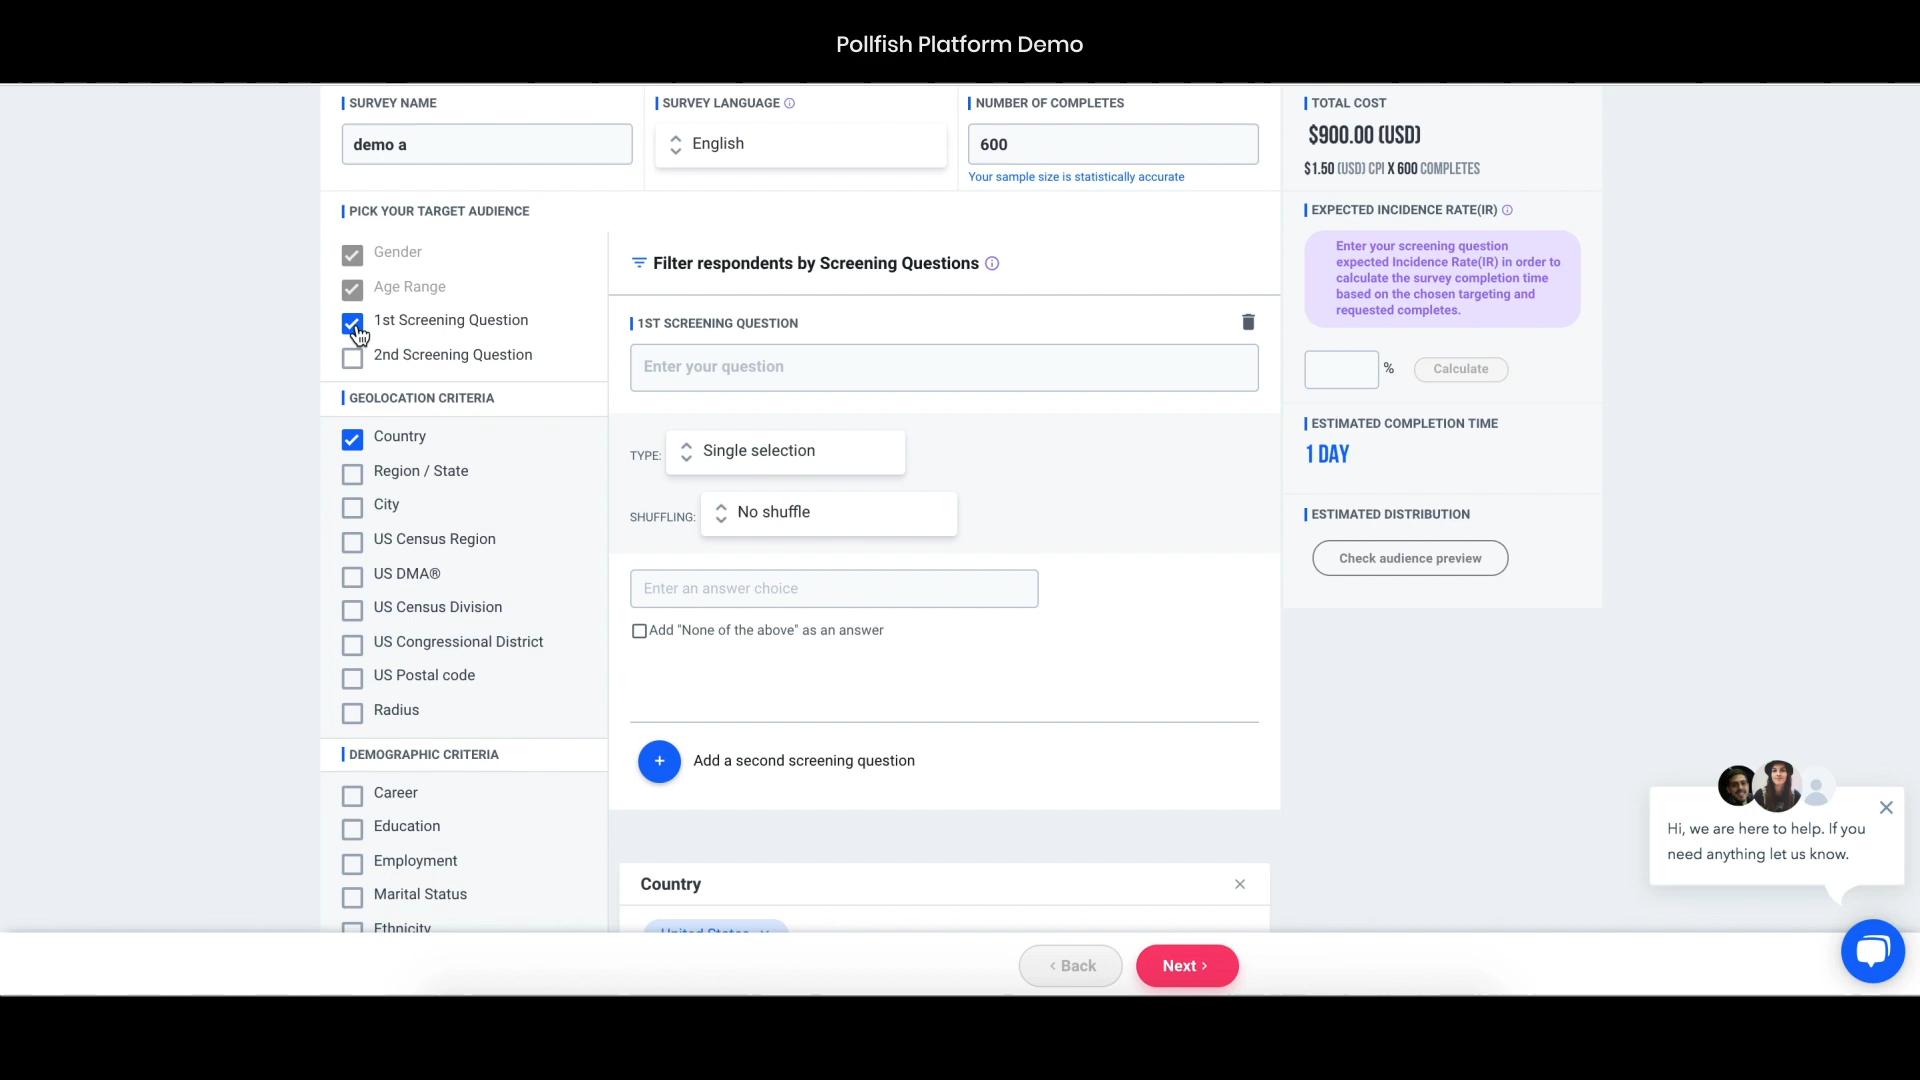 Pollfish Platform Demo
SURVEY NAME
demo a
SURVEY LANGUAGE
English
NUMBER OF COMPLETES
600
Your sample size is statistically accurate
TOTAL COST
$900.00 (USD)
$1.50 (USD) CPI X 600 COMPLETES
PICK YOUR TARGET AUDIENCE
Gender
Age Range
1st Screening Question
2nd Screening Question
GEOLOCATION CRITERIA
Country
Region / State
City
US Census Region
US DMA®
US Census Division
US Congressional District
US Postal code
Radius
DEMOGRAPHIC CRITERIA
Career
Education
Employment
Marital Status
Ethnicity
Filter respondents by Screening Questions
1ST SCREENING QUESTION
Enter your question
TYPE: Single selection
SHUFFLING: No shuffle
Enter an answer choice
Add "None of the above" as an answer
+ Add a second screening question
Country
United States
EXPECTED INCIDENCE RATE(IR)
Enter your screening question
expected Incidence Rate(IR) in order to
calculate the survey completion time
based on the chosen targeting and
requested completes.
% Calculate
ESTIMATED COMPLETION TIME
1 DAY
ESTIMATED DISTRIBUTION
Check audience preview
Hi, we are here to help. If you
need anything let us know.
< Back
Next >